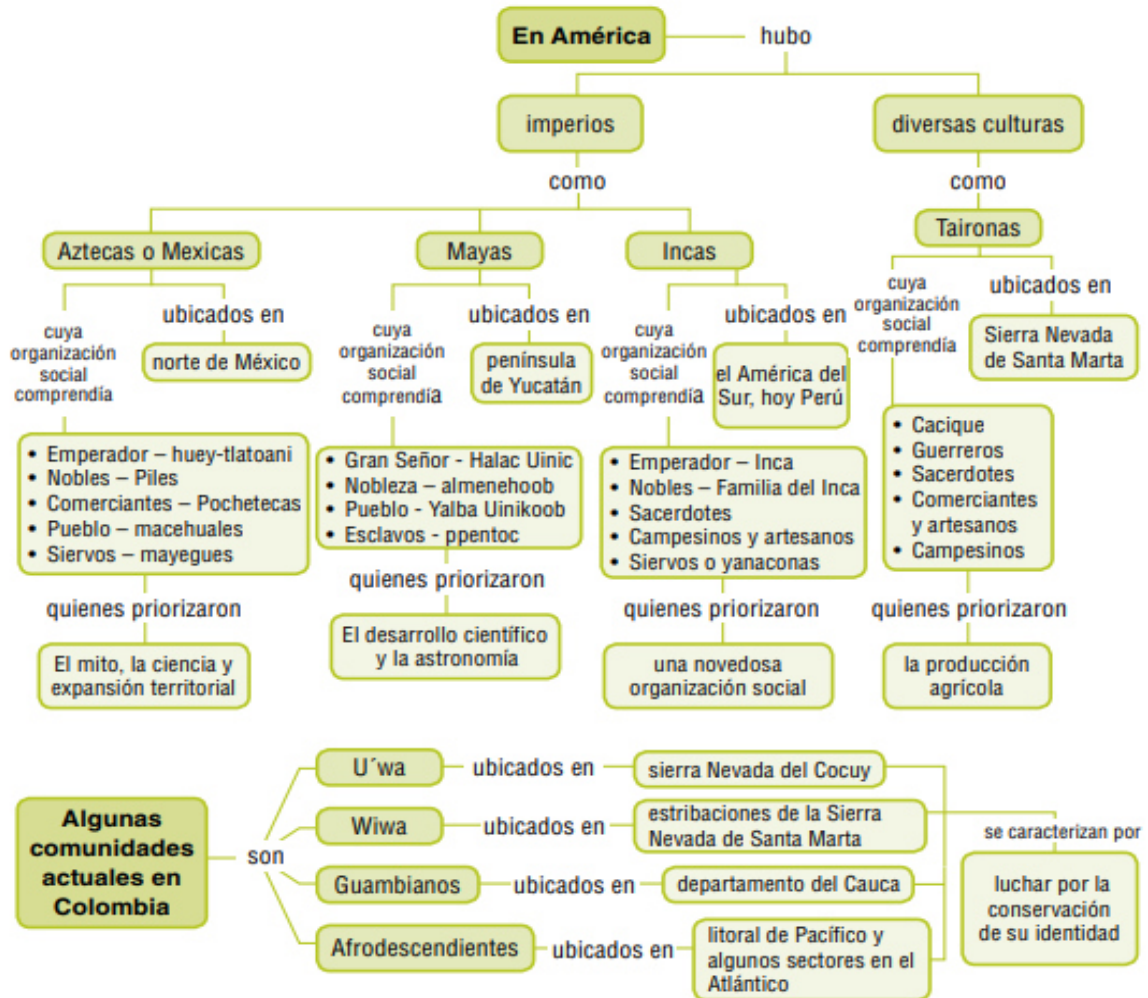 En América
hubo
imperios
diversas culturas
como
como
Aztecas o Mexicas
Mayas
Incas
Taironas
cuya
organización
social
comprendía
ubicados en
norte de México
cuya
organización
social
comprendía
ubicados en
península
de Yucatán
cuya
organización
social
comprendía
ubicados en
el América del
Sur, hoy Perú
cuya
organización
social
comprendía
ubicados en
Sierra Nevada
de Santa Marta
• Emperador – huey-tlatoani
• Nobles – Piles
• Comerciantes – Pochetecas
• Pueblo – macehuales
• Siervos – mayegues
• Gran Señor - Halac Uinic
• Nobleza – almenehoob
• Pueblo - Yalba Uinikoob
• Esclavos - ppentoc
• Emperador – Inca
• Nobles – Familia del Inca
• Sacerdotes
• Campesinos y artesanos
• Siervos o yanaconas
• Cacique
• Guerreros
• Sacerdotes
• Comerciantes
y artesanos
• Campesinos
quienes priorizaron
El mito, la ciencia y
expansión territorial
quienes priorizaron
El desarrollo científico
y la astronomía
quienes priorizaron
una novedosa
organización social
quienes priorizaron
la producción
agrícola
Algunas
comunidades
actuales en
Colombia
son
U´wa
ubicados en
sierra Nevada del Cocuy
Wiwa
ubicados en
estribaciones de la Sierra
Nevada de Santa Marta
Guambianos
ubicados en
departamento del Cauca
Afrodescendientes
ubicados en
litoral de Pacífico y
algunos sectores en el
Atlántico
se caracterizan por
luchar por la
conservación
de su identidad